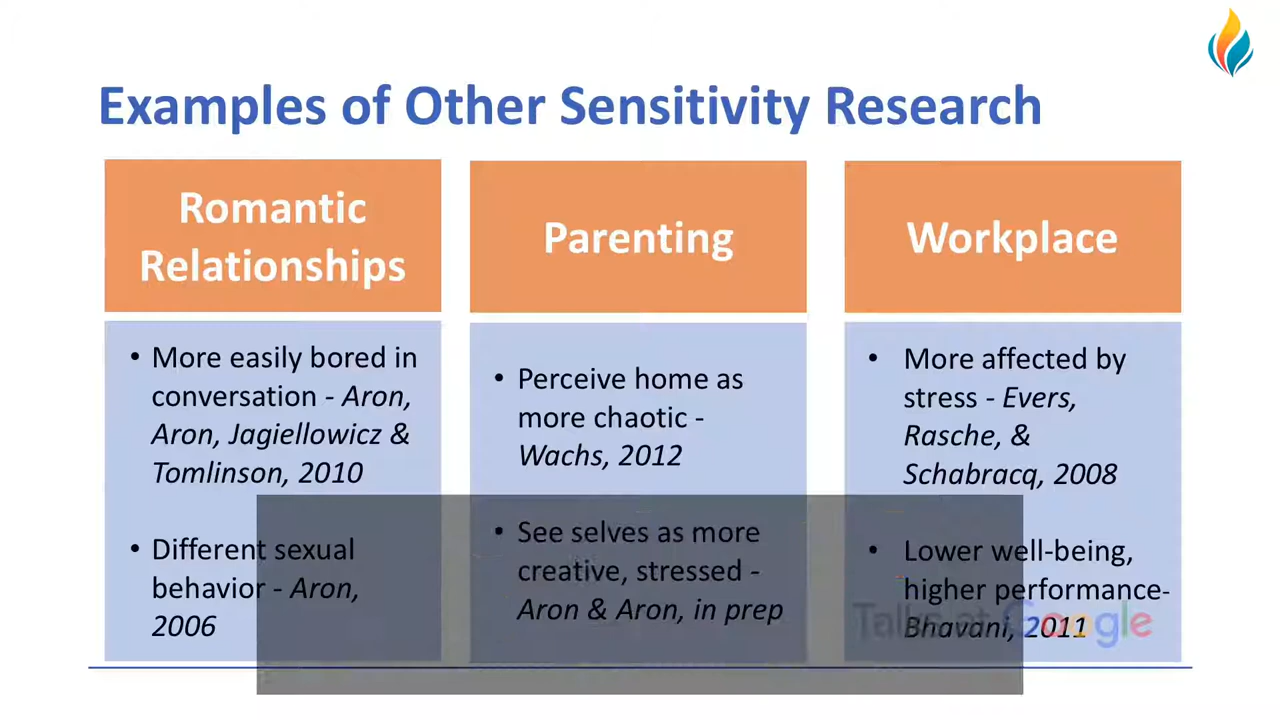 Examples of Other Sensitivity Research
Romantic
Relationships
• More easily bored in
conversation - Aron,
Aron, Jagiellowicz &
Tomlinson, 2010
• Different sexual
behavior - Aron,
2006
Parenting
• Perceive home as
more chaotic -
Wachs, 2012
• See selves as more
creative, stressed -
Aron & Aron, in prep
Workplace
• More affected by
stress - Evers,
Rasche, &
Schabracq, 2008
• Lower well-being,
higher performance-
Bhavani, 2011
Talks at Google